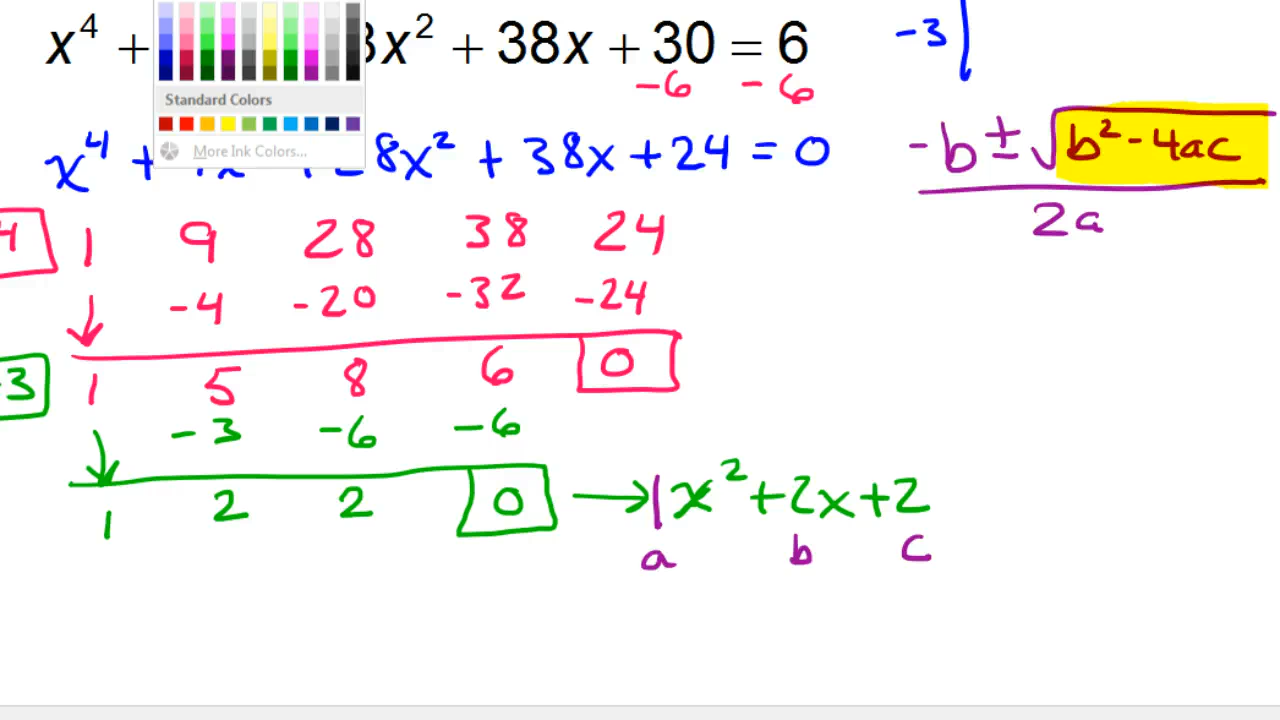 x⁴ + 8x² + 38x + 30 = 6
-3
-6 -6
Standard Colors
More Ink Colors...
x⁴ + 28x² + 38x + 24 = 0
-b ± √b² - 4ac
2a
4 1 9 28 38 24
-4 -20 -32 -24
-3 1 5 8 6 0
-3 -6 -6
1 2 2 0 → 1x² + 2x + 2
a b c